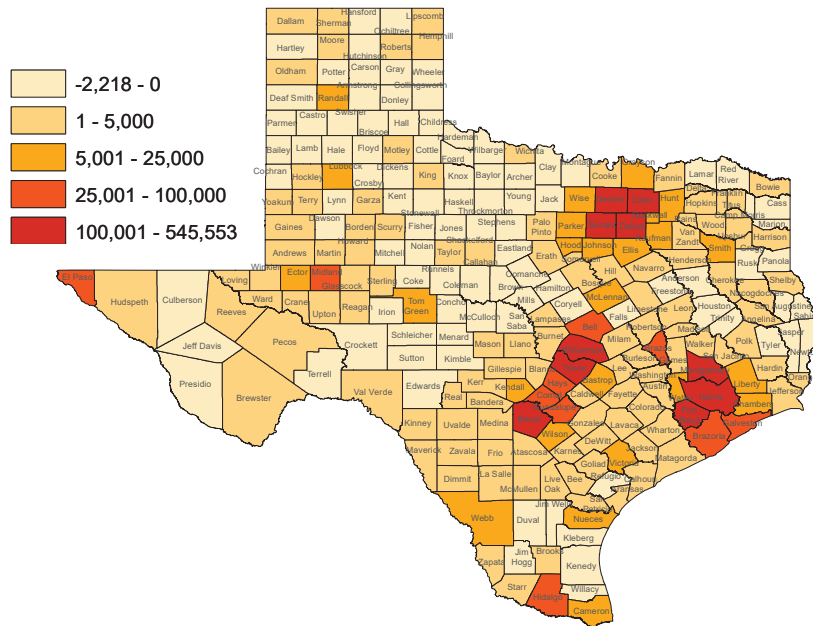 -2,218 - 0
1 - 5,000
5,001 - 25,000
25,001 - 100,000
100,001 - 545,553
Dallam
Sherman
Hansford
Ochiltree
Lipscomb
Hartley
Moore
Hutchinson
Roberts
Hemphill
Oldham
Potter
Carson
Gray
Wheeler
Deaf Smith
Randall
Armstrong
Donley
Collingsworth
Parmer
Castro
Swisher
Briscoe
Hall
Childress
Bailey
Lamb
Hale
Floyd
Motley
Cottle
Hardeman
Foard
Wilbarger
Wichita
Clay
Montague
Cooke
Grayson
Fannin
Lamar
Red
River
Bowie
Cochran
Hockley
Lubbock
Crosby
Dickens
King
Knox
Baylor
Archer
Jack
Wise
Hunt
Delta
Hopkins
Franklin
Titus
Camp
Morris
Cass
Marion
Yoakum
Terry
Lynn
Garza
Kent
Stonewall
Haskell
Throckmorton
Young
Palo
Pinto
Parker
Rockwall
Kaufman
Rains
Wood
Upshur
Harrison
Gaines
Dawson
Borden
Scurry
Fisher
Jones
Shackelford
Stephens
Eastland
Erath
Hood
Somervell
Johnson
Ellis
Van
Zandt
Smith
Gregg
Rusk
Panola
Andrews
Martin
Howard
Mitchell
Nolan
Taylor
Callahan
Comanche
Bosque
Hill
Navarro
Henderson
Cherokee
Shelby
El Paso
Hudspeth
Culberson
Loving
Winkler
Ector
Midland
Glasscock
Sterling
Coke
Runnels
Coleman
Brown
Hamilton
McLennan
Limestone
Freestone
Anderson
Nacogdoches
San Augustine
Sabi
Reeves
Ward
Crane
Upton
Reagan
Irion
Tom
Green
Concho
McCulloch
San
Saba
Mills
Lampasas
Coryell
Bell
Falls
Robertson
Leon
Houston
Trinity
Angelina
Jeff Davis
Pecos
Crockett
Schleicher
Menard
Mason
Llano
Burnet
Milam
Brazos
Madison
Walker
Polk
Tyler
Jasper
Newt
Presidio
Brewster
Terrell
Sutton
Kimble
Gillespie
Blanco
Hays
Travis
Bastrop
Lee
Burleson
Grimes
San Jacinto
Hardin
Orang
Val Verde
Edwards
Real
Kerr
Kendall
Bandera
Comal
Guadalupe
Caldwell
Fayette
Washington
Austin
Montgomery
Liberty
Jefferson
Chambers
Harris
Kinney
Uvalde
Medina
Bexar
Wilson
Gonzales
Lavaca
Colorado
Wharton
Brazoria
Galveston
Maverick
Zavala
Frio
Atascosa
Karnes
DeWitt
Jackson
Matagorda
Dimmit
La Salle
McMullen
Live
Oak
Bee
Goliad
Victoria
Refugio
Calhoun
Aransas
San
Patricio
Webb
Duval
Jim Wells
Nueces
Kleberg
Zapata
Jim
Hogg
Brooks
Kenedy
Starr
Hidalgo
Willacy
Cameron